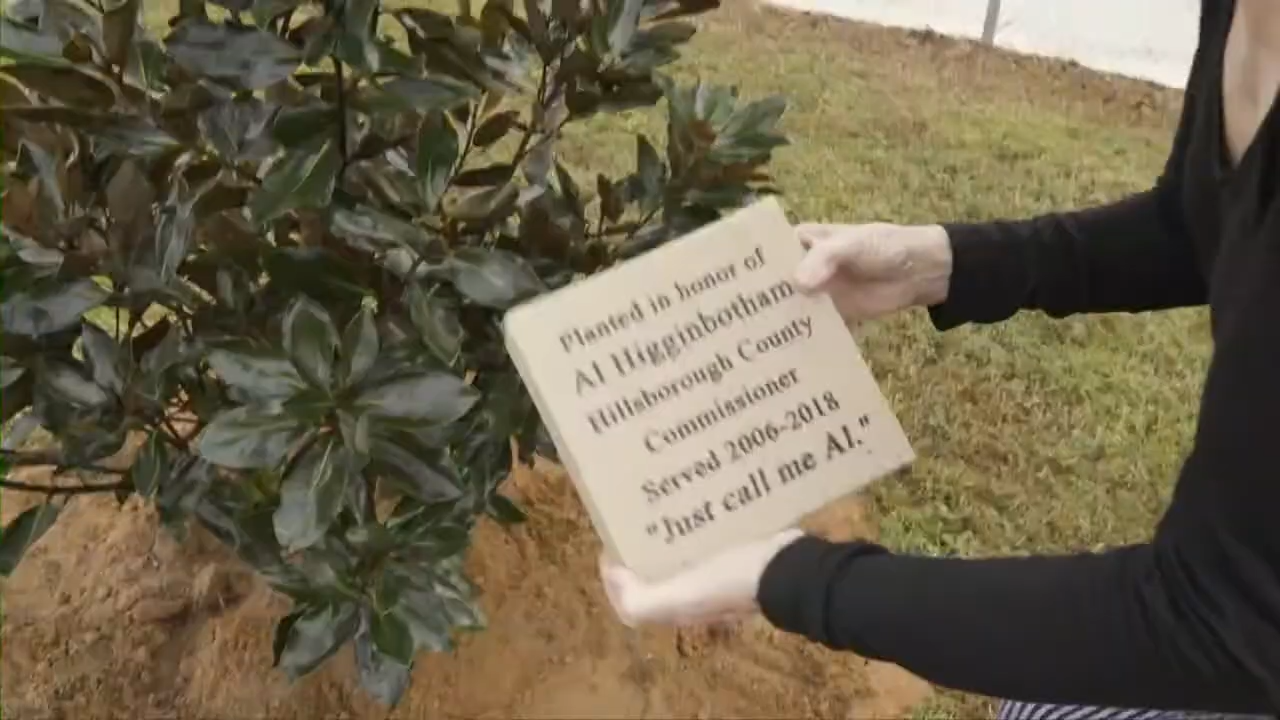 Planted in honor of
Al Higginbotham
Hillsborough County
Commissioner
Served 2006-2018
"Just call me Al."